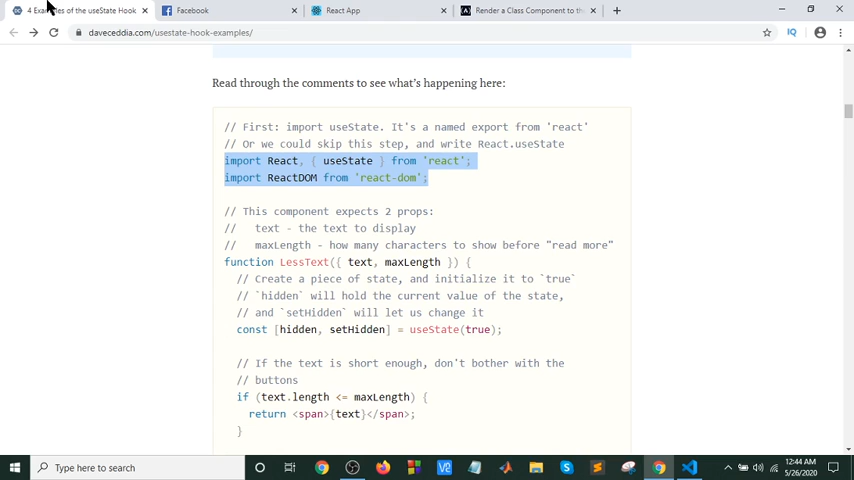 4 Examples of the useState Hook
Facebook
React App
Render a Class Component to th
daveceddia.com/usestate-hook-examples/
IQ
Read through the comments to see what's happening here:
// First: import useState. It's a named export from 'react'
// Or we could skip this step, and write React.useState
import React, { useState } from 'react';
import ReactDOM from 'react-dom';
// This component expects 2 props:
//   text - the text to display
//   maxLength - how many characters to show before "read more"
function LessText({ text, maxLength }) {
// Create a piece of state, and initialize it to `true`
// `hidden` will hold the current value of the state,
// and `setHidden` will let us change it
const [hidden, setHidden] = useState(true);
// If the text is short enough, don't bother with the
// buttons
if (text.length <= maxLength) {
return <span>{text}</span>;
}
Type here to search
12:44 AM
5/26/2020